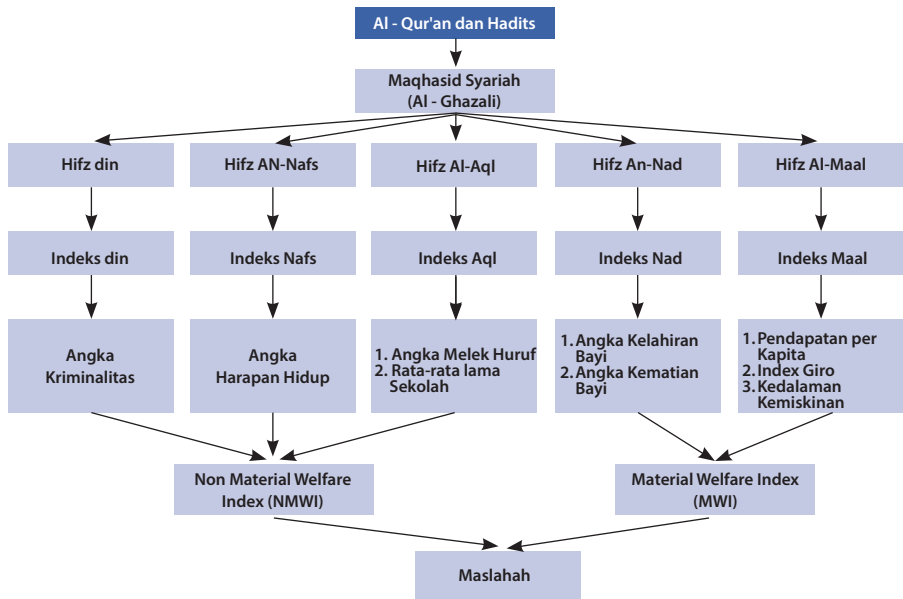 Al - Qur'an dan Hadits
Maqhasid Syariah
(Al - Ghazali)
Hifz din
Hifz AN-Nafs
Hifz Al-Aql
Hifz An-Nad
Hifz Al-Maal
Indeks din
Indeks Nafs
Indeks Aql
Indeks Nad
Indeks Maal
Angka
Kriminalitas
Angka
Harapan Hidup
1. Angka Melek Huruf
2. Rata-rata lama
Sekolah
1. Angka Kelahiran
Bayi
2. Angka Kematian
Bayi
1. Pendapatan per
Kapita
2. Index Giro
3. Kedalaman
Kemiskinan
Non Material Welfare
Index (NMWI)
Material Welfare Index
(MWI)
Maslahah